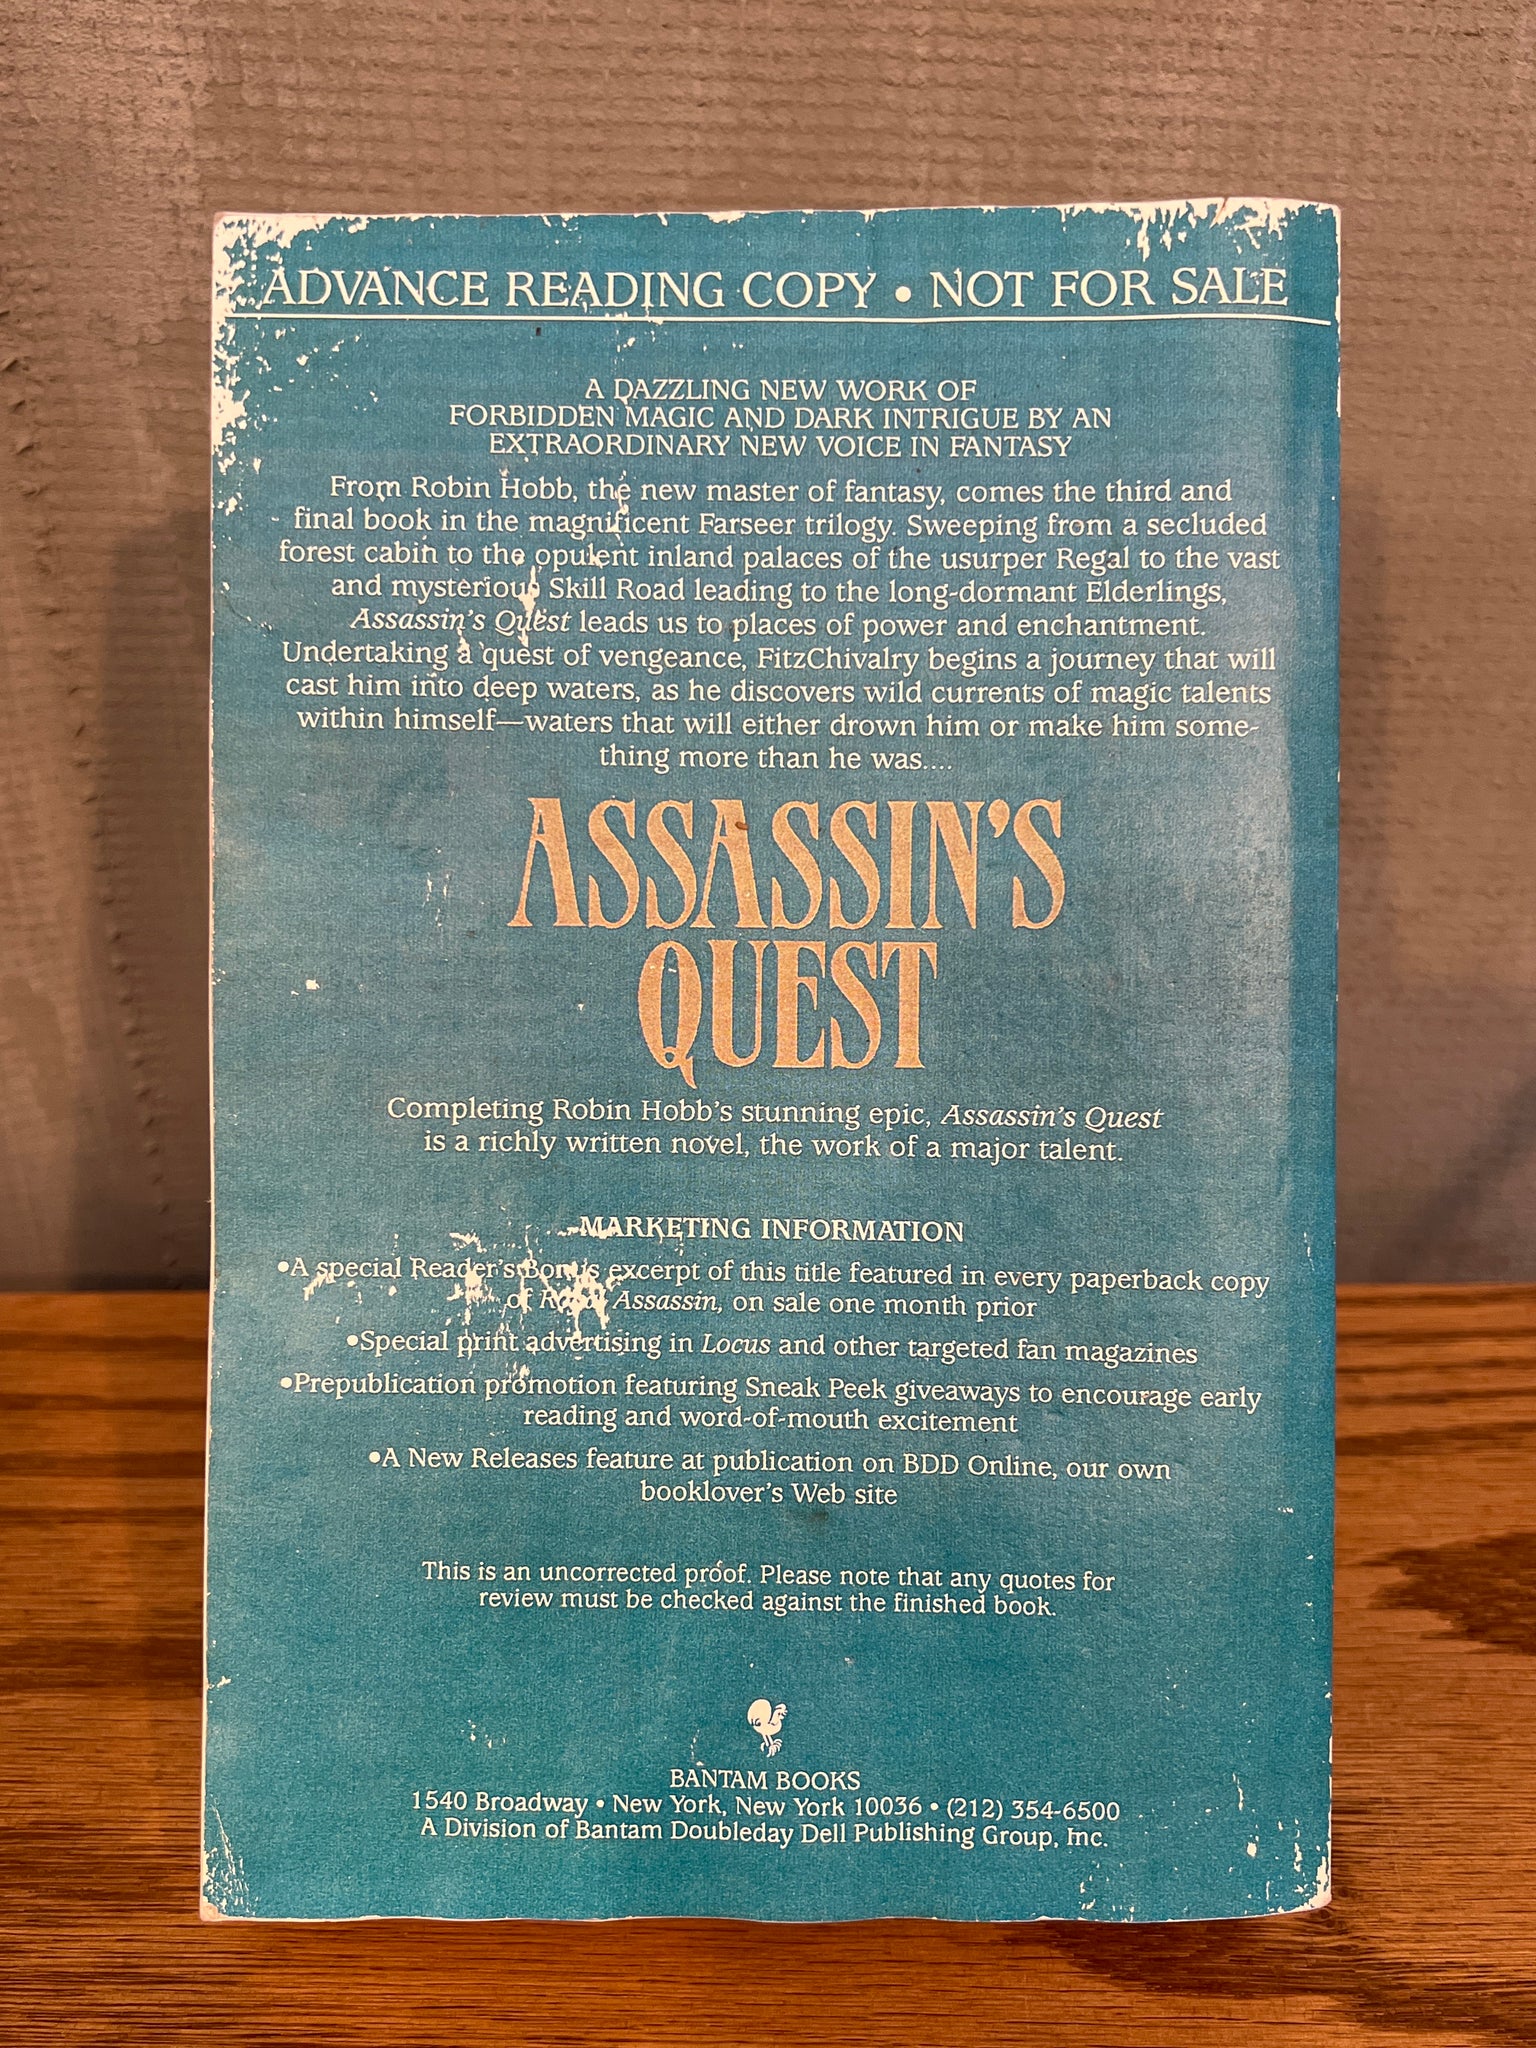 ADVANCE READING COPY • NOT FOR SALE
A DAZZLING NEW WORK OF
FORBIDDEN MAGIC AND DARK INTRIGUE BY AN
EXTRAORDINARY NEW VOICE IN FANTASY
From Robin Hobb, the new master of fantasy, comes the third and
final book in the magnificent Farseer trilogy. Sweeping from a secluded
forest cabin to the opulent inland palaces of the usurper Regal to the vast
and mysterious Skill Road leading to the long-dormant Elderlings,
Assassin's Quest leads us to places of power and enchantment.
Undertaking a quest of vengeance, FitzChivalry begins a journey that will
cast him into deep waters, as he discovers wild currents of magic talents
within himself—waters that will either drown him or make him some-
thing more than he was....
ASSASSIN'S
QUEST
Completing Robin Hobb's stunning epic, Assassin's Quest
is a richly written novel, the work of a major talent.
MARKETING INFORMATION
•A special Reader's Bonus excerpt of this title featured in every paperback copy
of Royal Assassin, on sale one month prior
•Special print advertising in Locus and other targeted fan magazines
•Prepublication promotion featuring Sneak Peek giveaways to encourage early
reading and word-of-mouth excitement
•A New Releases feature at publication on BDD Online, our own
booklover's Web site
This is an uncorrected proof. Please note that any quotes for
review must be checked against the finished book.
BANTAM BOOKS
1540 Broadway • New York, New York 10036 • (212) 354-6500
A Division of Bantam Doubleday Dell Publishing Group, Inc.